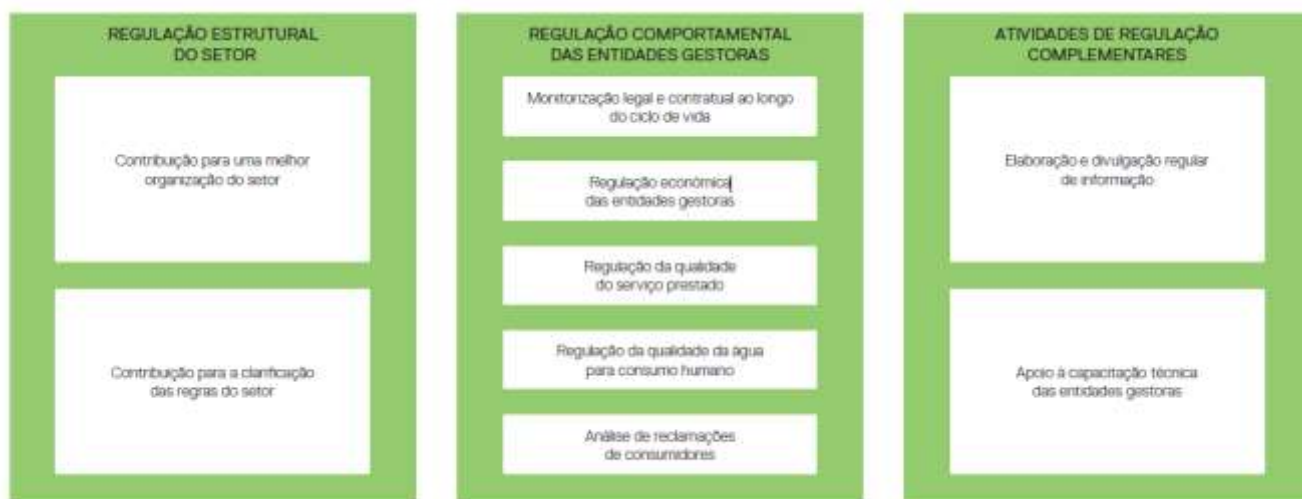 REGULAÇÃO ESTRUTURAL
DO SETOR
Contribuição para uma melhor
organização do setor
Contribuição para a clarificação
das regras do setor
REGULAÇÃO COMPORTAMENTAL
DAS ENTIDADES GESTORAS
Monitorização legal e contratual ao longo
do ciclo de vida
Regulação económica
das entidades gestoras
Regulação da qualidade
do serviço prestado
Regulação da qualidade da água
para consumo humano
Análise de reclamações
de consumidores
ATIVIDADES DE REGULAÇÃO
COMPLEMENTARES
Elaboração e divulgação regular
de informação
Apoio à capacitação técnica
das entidades gestoras